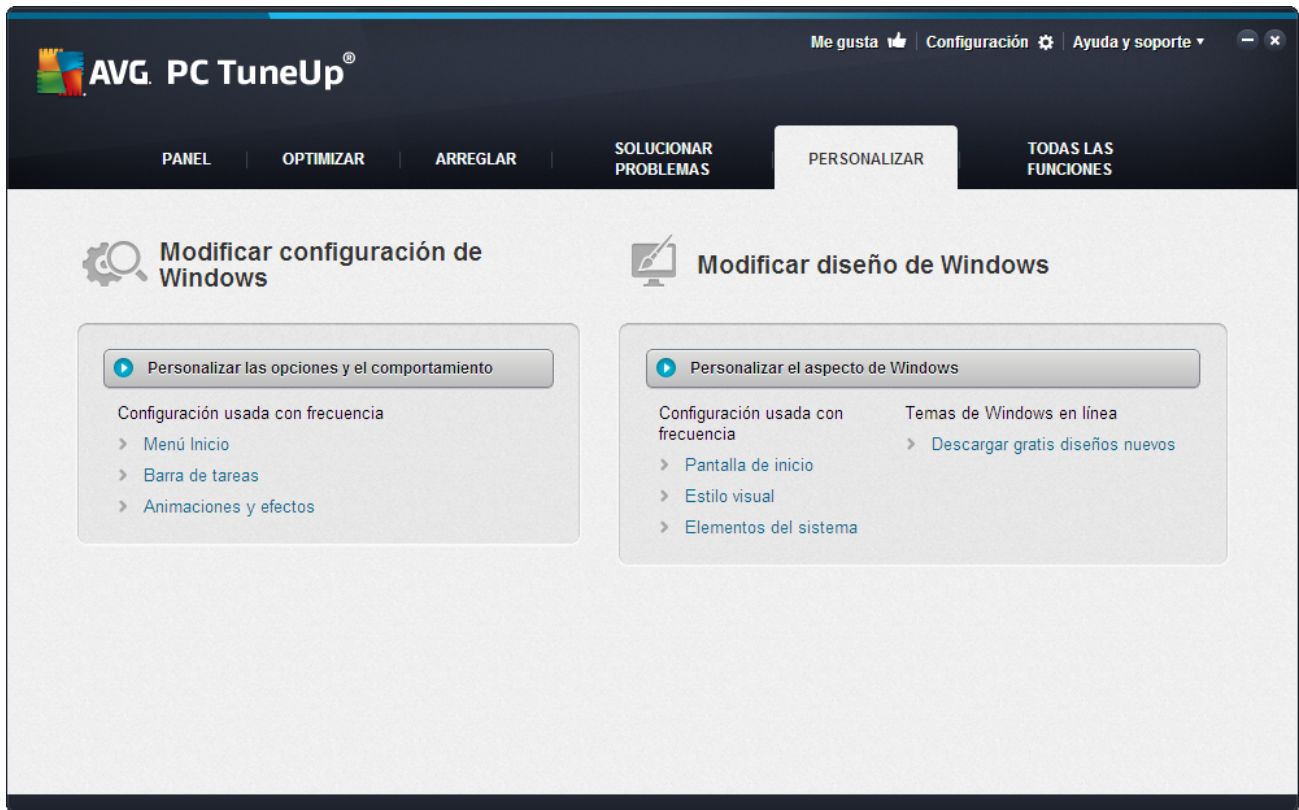 Me gusta
Configuración
Ayuda y soporte
AVG. PC TuneUp®
PANEL
OPTIMIZAR
ARREGLAR
SOLUCIONAR
PROBLEMAS
PERSONALIZAR
TODAS LAS
FUNCIONES
Modificar configuración de
Windows
Personalizar las opciones y el comportamiento
Configuración usada con frecuencia
Menú Inicio
Barra de tareas
Animaciones y efectos
Modificar diseño de Windows
Personalizar el aspecto de Windows
Configuración usada con
frecuencia
Pantalla de inicio
Estilo visual
Elementos del sistema
Temas de Windows en línea
Descargar gratis diseños nuevos